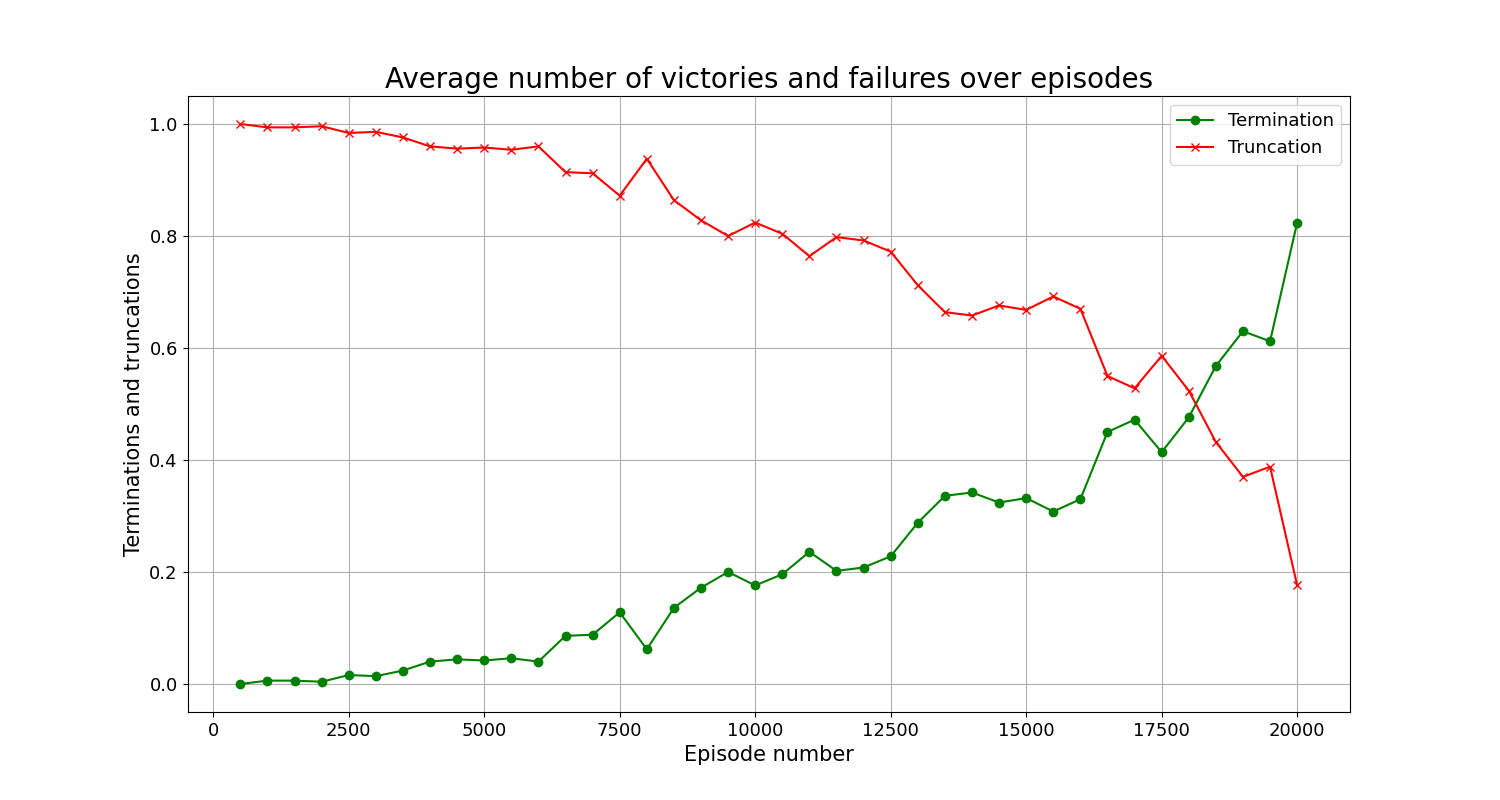 Average number of victories and failures over episodes
Termination
Truncation
Terminations and truncations
1.0
0.8
0.6
0.4
0.2
0.0
0 2500 5000 7500 10000 12500 15000 17500 20000
Episode number